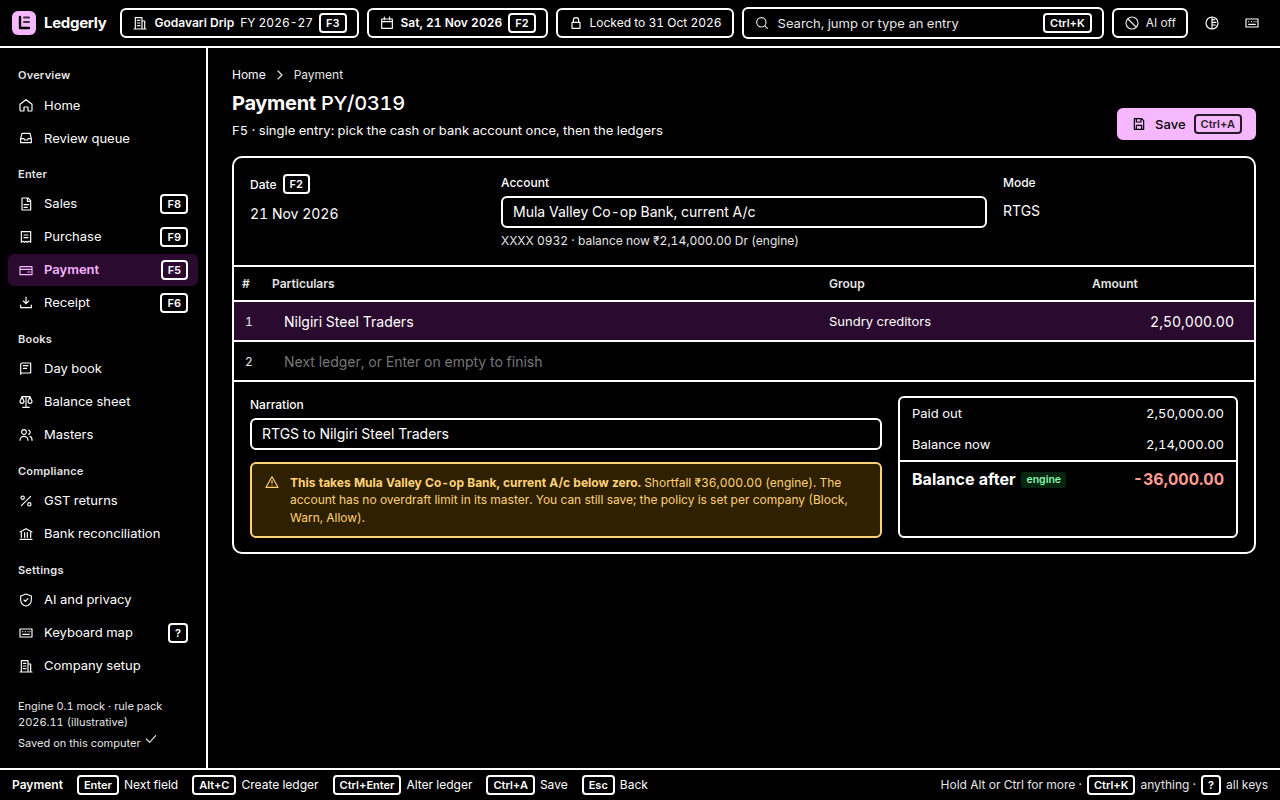 Ledgerly
Godavari Drip FY 2026-27 F3
Sat, 21 Nov 2026 F2
Locked to 31 Oct 2026
Search, jump or type an entry Ctrl+K
AI off
Overview
Home
Review queue
Enter
Sales F8
Purchase F9
Payment F5
Receipt F6
Books
Day book
Balance sheet
Masters
Compliance
GST returns
Bank reconciliation
Settings
AI and privacy
Keyboard map ?
Company setup
Engine 0.1 mock · rule pack
2026.11 (illustrative)
Saved on this computer
Home > Payment
Payment PY/0319
F5 · single entry: pick the cash or bank account once, then the ledgers
Save Ctrl+A
Date F2
21 Nov 2026
Account
Mula Valley Co-op Bank, current A/c
XXXX 0932 · balance now ₹2,14,000.00 Dr (engine)
Mode
RTGS
# Particulars Group Amount
1 Nilgiri Steel Traders Sundry creditors 2,50,000.00
2 Next ledger, or Enter on empty to finish
Narration
RTGS to Nilgiri Steel Traders
This takes Mula Valley Co-op Bank, current A/c below zero. Shortfall ₹36,000.00 (engine). The
account has no overdraft limit in its master. You can still save; the policy is set per company (Block,
Warn, Allow).
Paid out 2,50,000.00
Balance now 2,14,000.00
Balance after engine -36,000.00
Payment Enter Next field Alt+C Create ledger Ctrl+Enter Alter ledger Ctrl+A Save Esc Back
Hold Alt or Ctrl for more · Ctrl+K anything · ? all keys